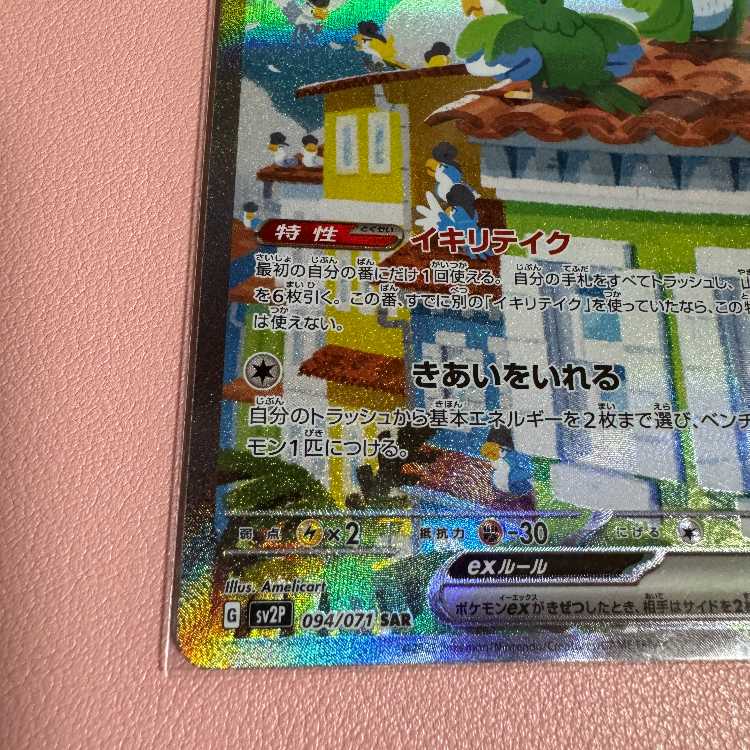 特性 とくせい イキリテイク
最初の自分の番にだけ1回使える。自分の手札をすべてトラッシュし、山
を6枚引く。この番、すでに別の「イキリテイク」を使っていたなら、この特
は使えない。
きあいをいれる
自分のトラッシュから基本エネルギーを2枚まで選び、ベンチ
モン1匹につける。
弱点 ×2 抵抗力 -30 にげる
exルール
ポケモンexがきぜつしたとき、相手はサイドを2
Illus. Amelicart
G sv2P 094/071 SAR